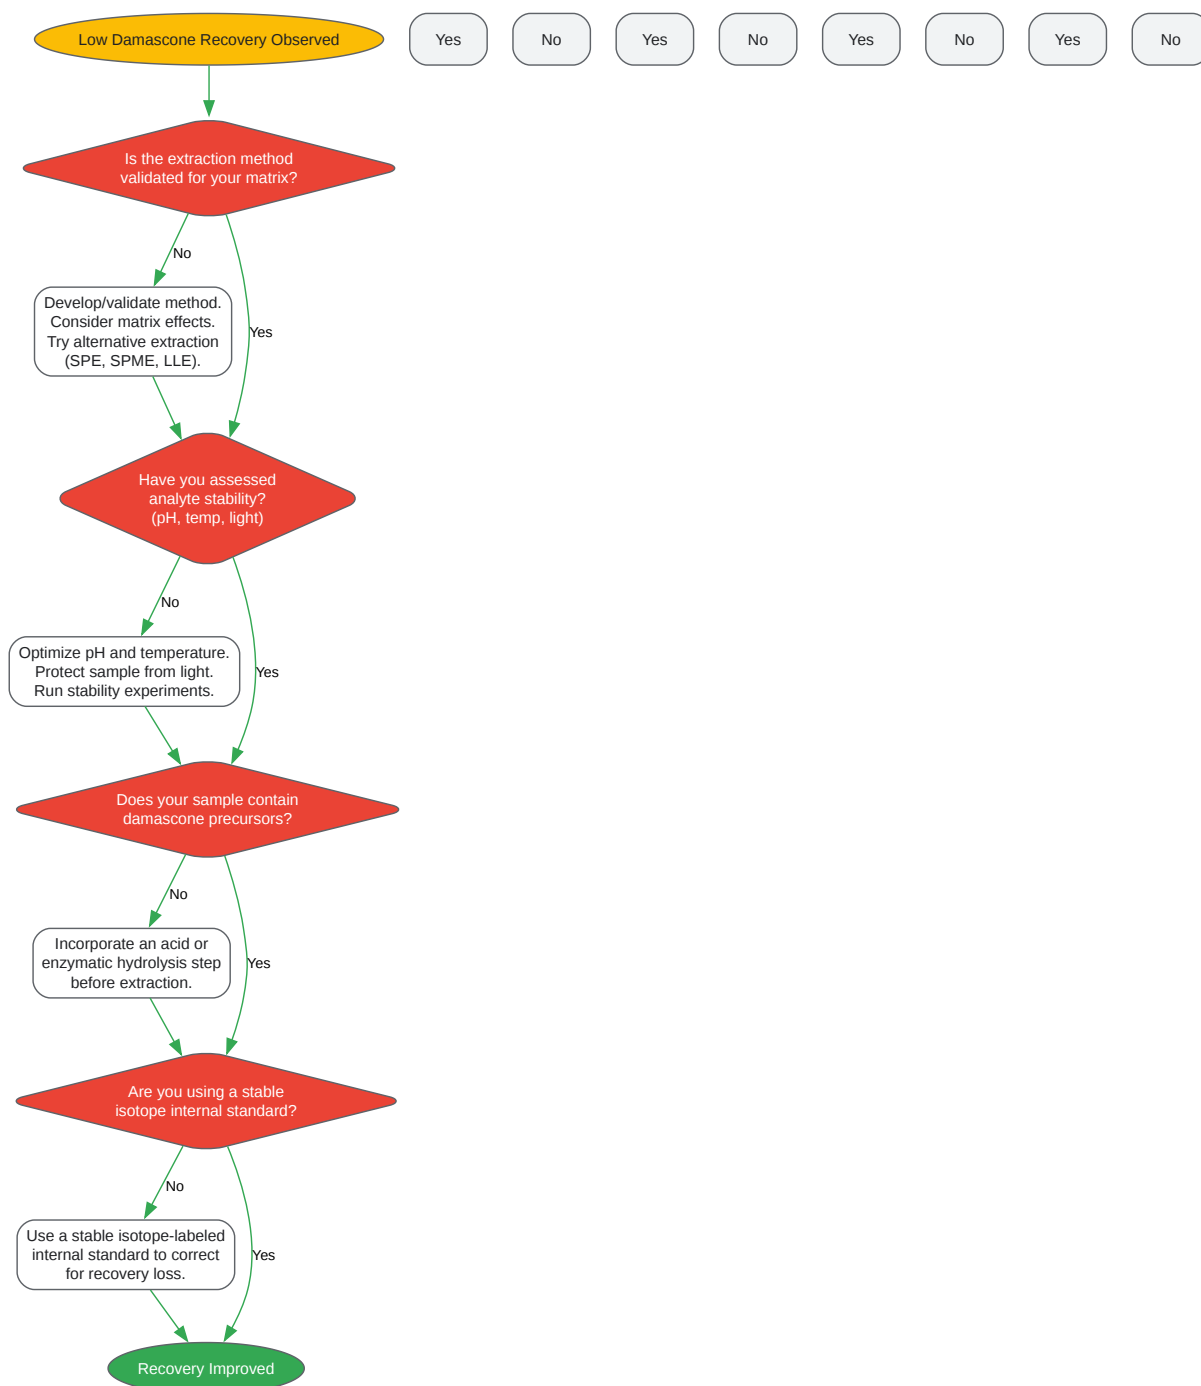 Low Damascone Recovery Observed
Yes
No
Yes
No
Yes
No
Yes
No
Is the extraction method
validated for your matrix?
No
Develop/validate method.
Consider matrix effects.
Try alternative extraction
(SPE, SPME, LLE).
Yes
Have you assessed
analyte stability?
(pH, temp, light)
No
Optimize pH and temperature.
Protect sample from light.
Run stability experiments.
Yes
Does your sample contain
damascone precursors?
No
Incorporate an acid or
enzymatic hydrolysis step
before extraction.
Yes
Are you using a stable
isotope internal standard?
No
Use a stable isotope-labeled
internal standard to correct
for recovery loss.
Yes
Recovery Improved